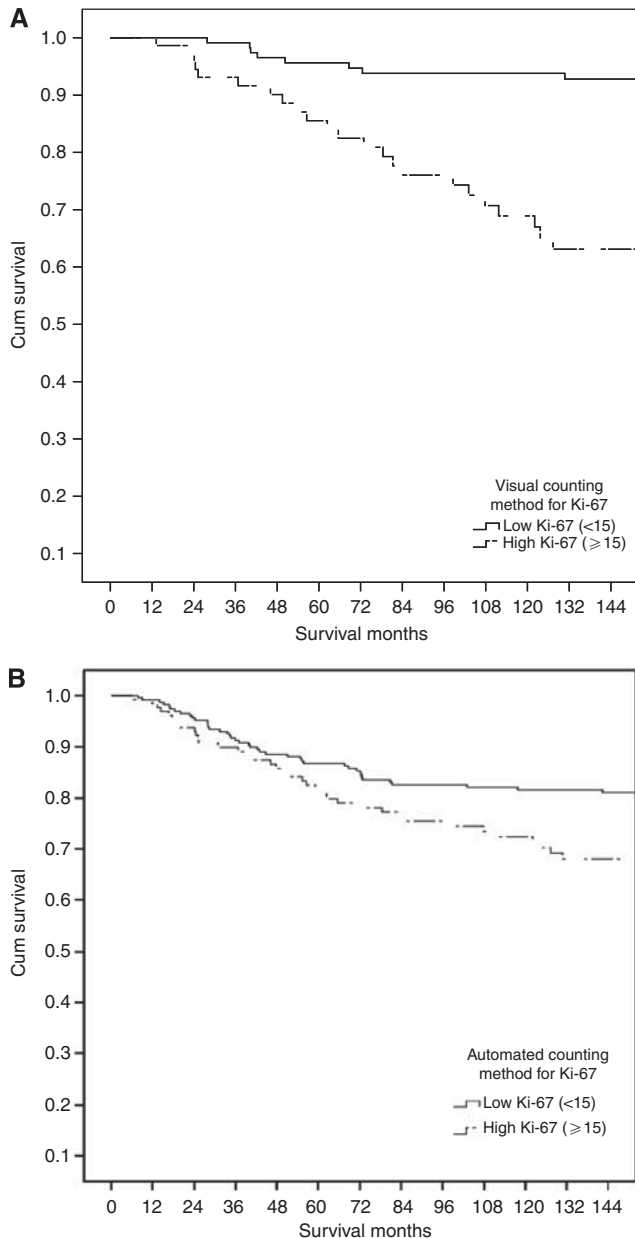 A
1.0
0.9
0.8
0.7
0.6
0.5
0.4
0.3
0.2
0.1
Cum survival
Visual counting
method for Ki-67
Low Ki-67 (<15)
High Ki-67 (⩾15)
0 12 24 36 48 60 72 84 96 108 120 132 144
Survival months
B
1.0
0.9
0.8
0.7
0.6
0.5
0.4
0.3
0.2
0.1
Cum survival
Automated counting
method for Ki-67
Low Ki-67 (<15)
High Ki-67 (⩾15)
0 12 24 36 48 60 72 84 96 108 120 132 144
Survival months